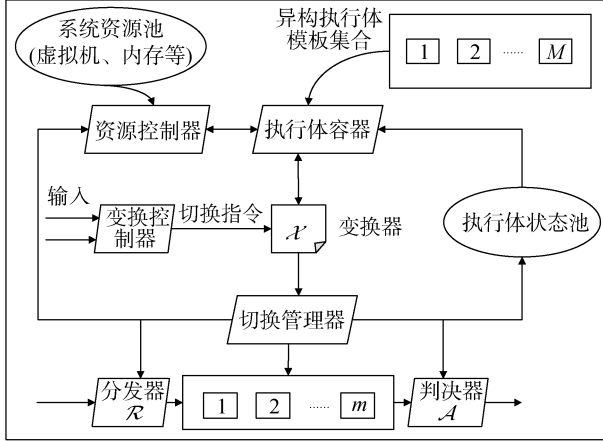 系统资源池
(虚拟机、内存等)
异构执行体
模板集合
1 2 …… M
资源控制器
执行体容器
输入
变换控
制器
切换指令
𝒳
变换器
执行体状态池
切换管理器
分发器
ℛ
1 2 …… m
判决器
𝒜